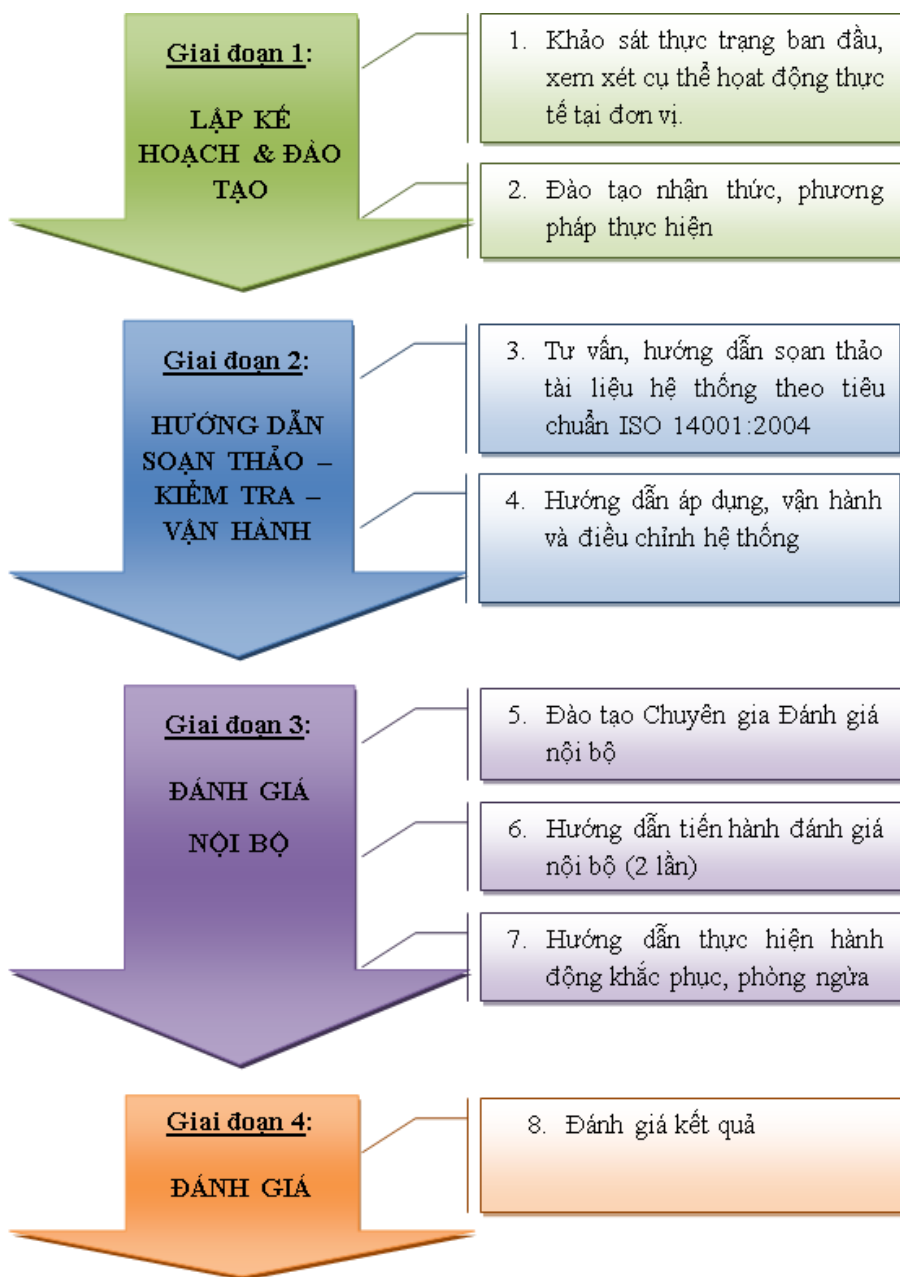 Giai đoạn 1:
LẬP KẾ
HOẠCH & ĐÀO
TẠO
1. Khảo sát thực trạng ban đầu,
xem xét cụ thể họat động thực
tế tại đơn vị.
2. Đào tạo nhận thức, phương
pháp thực hiện
Giai đoạn 2:
HƯỚNG DẪN
SOẠN THẢO –
KIỂM TRA –
VẬN HÀNH
3. Tư vấn, hướng dẫn sọan thảo
tài liệu hệ thống theo tiêu
chuẩn ISO 14001:2004
4. Hướng dẫn áp dụng, vận hành
và điều chỉnh hệ thống
Giai đoạn 3:
ĐÁNH GIÁ
NỘI BỘ
5. Đào tạo Chuyên gia Đánh giá
nội bộ
6. Hướng dẫn tiến hành đánh giá
nội bộ (2 lần)
7. Hướng dẫn thực hiện hành
động khắc phục, phòng ngừa
Giai đoạn 4:
ĐÁNH GIÁ
8. Đánh giá kết quả